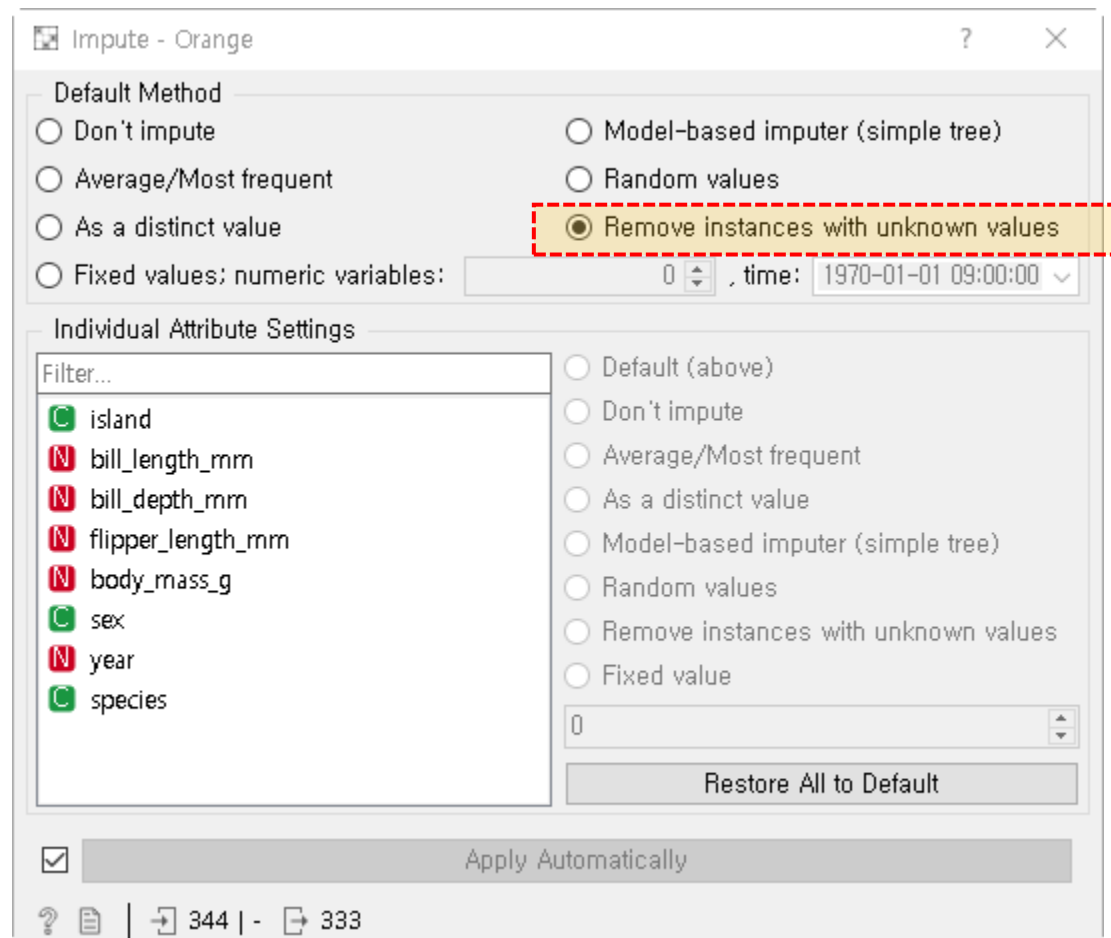 Impute - Orange ?
Default Method
Don't impute
Model-based imputer (simple tree)
Average/Most frequent
Random values
As a distinct value
Remove instances with unknown values
Fixed values; numeric variables: 0 , time: 1970-01-01 09:00:00
Individual Attribute Settings
Filter...
C island
N bill_length_mm
N bill_depth_mm
N flipper_length_mm
N body_mass_g
C sex
N year
C species
Default (above)
Don't impute
Average/Most frequent
As a distinct value
Model-based imputer (simple tree)
Random values
Remove instances with unknown values
Fixed value
0
Restore All to Default
Apply Automatically
? 344 | - 333